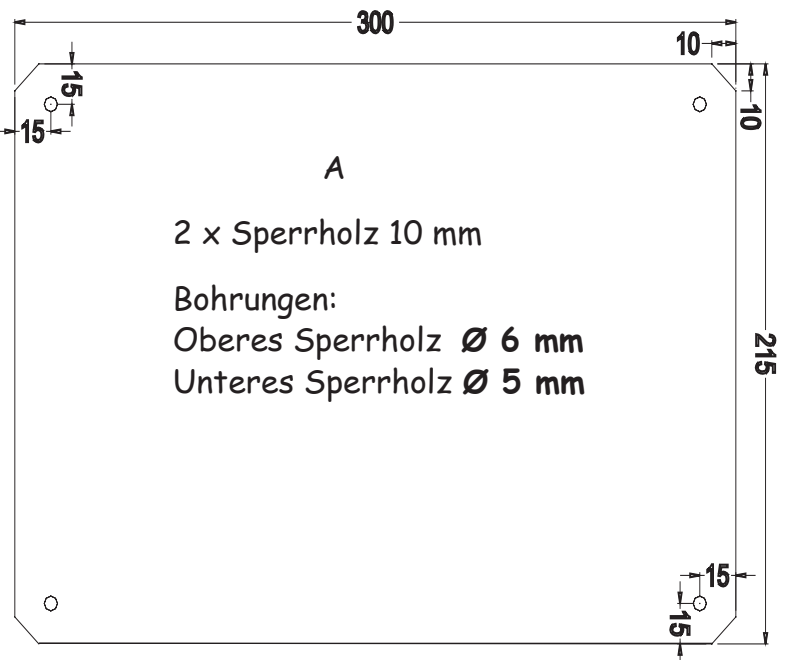 300
10
15
10
15
A
2 x Sperrholz 10 mm
Bohrungen:
Oberes Sperrholz Ø 6 mm
Unteres Sperrholz Ø 5 mm
215
15
15